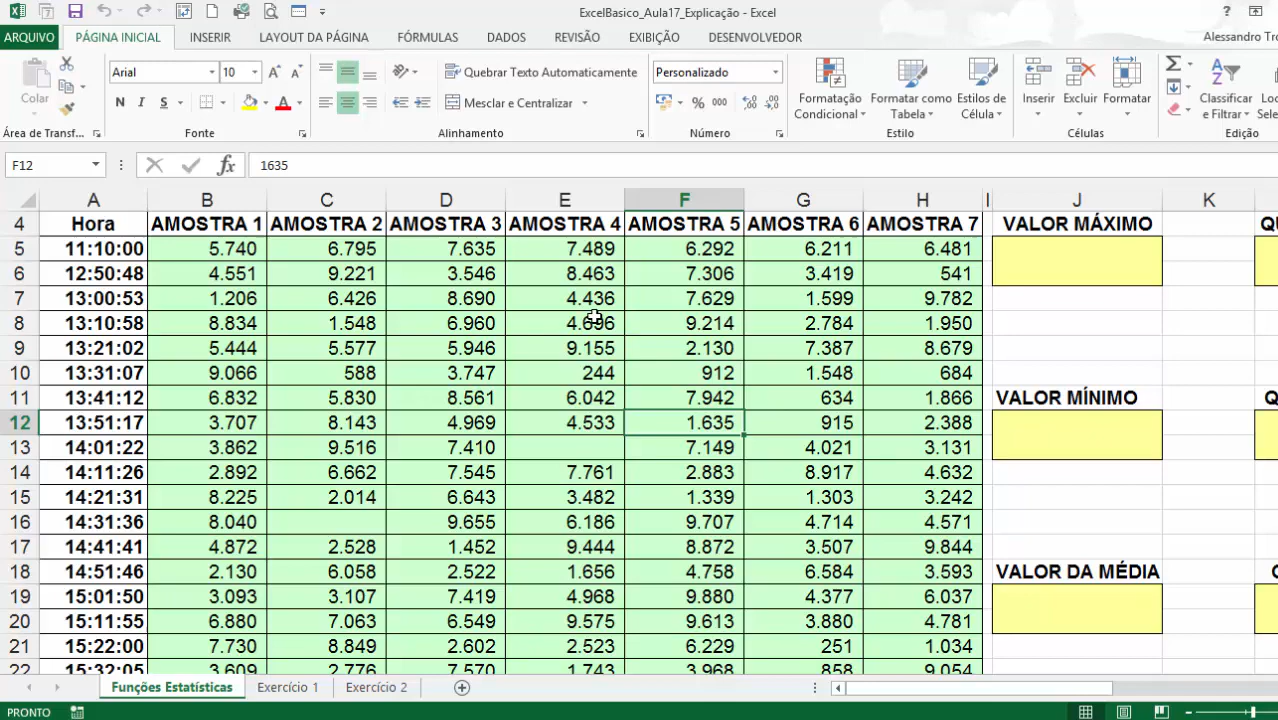 ExcelBasico_Aula17_Explicação - Excel
ARQUIVO PÁGINA INICIAL INSERIR LAYOUT DA PÁGINA FÓRMULAS DADOS REVISÃO EXIBIÇÃO DESENVOLVEDOR Alessandro
Arial 10 Quebrar Texto Automaticamente Personalizado
Colar N I S Mesclar e Centralizar % 000 Formatação Condicional Formatar como Tabela Estilos de Célula Inserir Excluir Formatar Classificar e Filtrar
Área de Transf... Fonte Alinhamento Número Estilo Células Edição
F12 fx 1635
A B C D E F G H I J K
4 Hora AMOSTRA 1 AMOSTRA 2 AMOSTRA 3 AMOSTRA 4 AMOSTRA 5 AMOSTRA 6 AMOSTRA 7 VALOR MÁXIMO
5 11:10:00 5.740 6.795 7.635 7.489 6.292 6.211 6.481
6 12:50:48 4.551 9.221 3.546 8.463 7.306 3.419 541
7 13:00:53 1.206 6.426 8.690 4.436 7.629 1.599 9.782
8 13:10:58 8.834 1.548 6.960 4.696 9.214 2.784 1.950
9 13:21:02 5.444 5.577 5.946 9.155 2.130 7.387 8.679
10 13:31:07 9.066 588 3.747 244 912 1.548 684
11 13:41:12 6.832 5.830 8.561 6.042 7.942 634 1.866 VALOR MÍNIMO
12 13:51:17 3.707 8.143 4.969 4.533 1.635 915 2.388
13 14:01:22 3.862 9.516 7.410 7.149 4.021 3.131
14 14:11:26 2.892 6.662 7.545 7.761 2.883 8.917 4.632
15 14:21:31 8.225 2.014 6.643 3.482 1.339 1.303 3.242
16 14:31:36 8.040 9.655 6.186 9.707 4.714 4.571
17 14:41:41 4.872 2.528 1.452 9.444 8.872 3.507 9.844
18 14:51:46 2.130 6.058 2.522 1.656 4.758 6.584 3.593 VALOR DA MÉDIA
19 15:01:50 3.093 3.107 7.419 4.968 9.880 4.377 6.037
20 15:11:55 6.880 7.063 6.549 9.575 9.613 3.880 4.781
21 15:22:00 7.730 8.849 2.602 2.523 6.229 251 1.034
22 15:32:05 3.609 2.776 7.570 1.743 3.968 858 9.054
Funções Estatísticas Exercício 1 Exercício 2
PRONTO